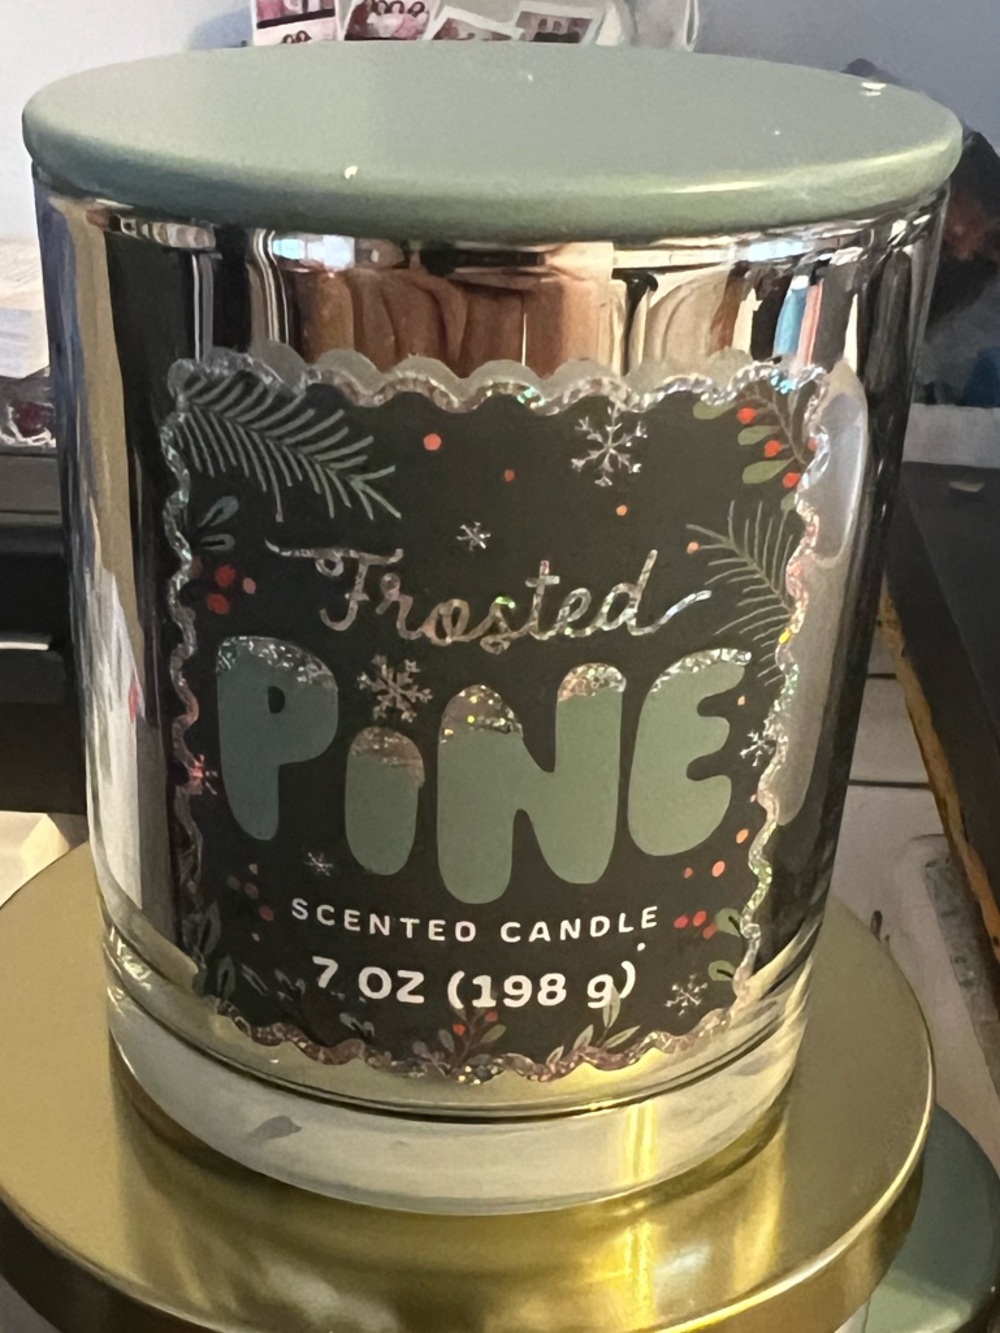 Frosted
PiNE
SCENTED CANDLE
7 OZ (198 g)